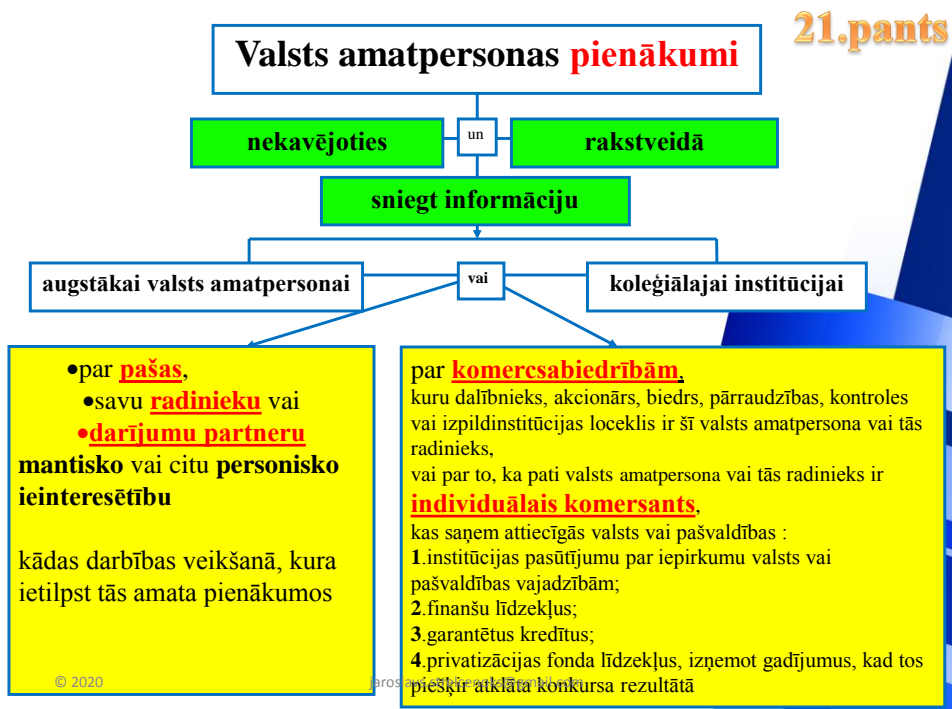 21.pants
Valsts amatpersonas pienākumi
nekavējoties
un
rakstveidā
sniegt informāciju
augstākai valsts amatpersonai
vai
koleģiālajai institūcijai
•par pašas,
•savu radinieku vai
•darījumu partneru
mantisko vai citu personisko
ieinteresētību
kādas darbības veikšanā, kura
ietilpst tās amata pienākumos
par komercsabiedrībām,
kuru dalībnieks, akcionārs, biedrs, pārraudzības, kontroles
vai izpildinstitūcijas loceklis ir šī valsts amatpersona vai tās
radinieks,
vai par to, ka pati valsts amatpersona vai tās radinieks ir
individuālais komersants,
kas saņem attiecīgās valsts vai pašvaldības :
1.institūcijas pasūtījumu par iepirkumu valsts vai
pašvaldības vajadzībām;
2.finanšu līdzekļus;
3.garantētus kredītus;
4.privatizācijas fonda līdzekļus, izņemot gadījumus, kad tos
piešķir atklāta konkursa rezultātā
© 2020